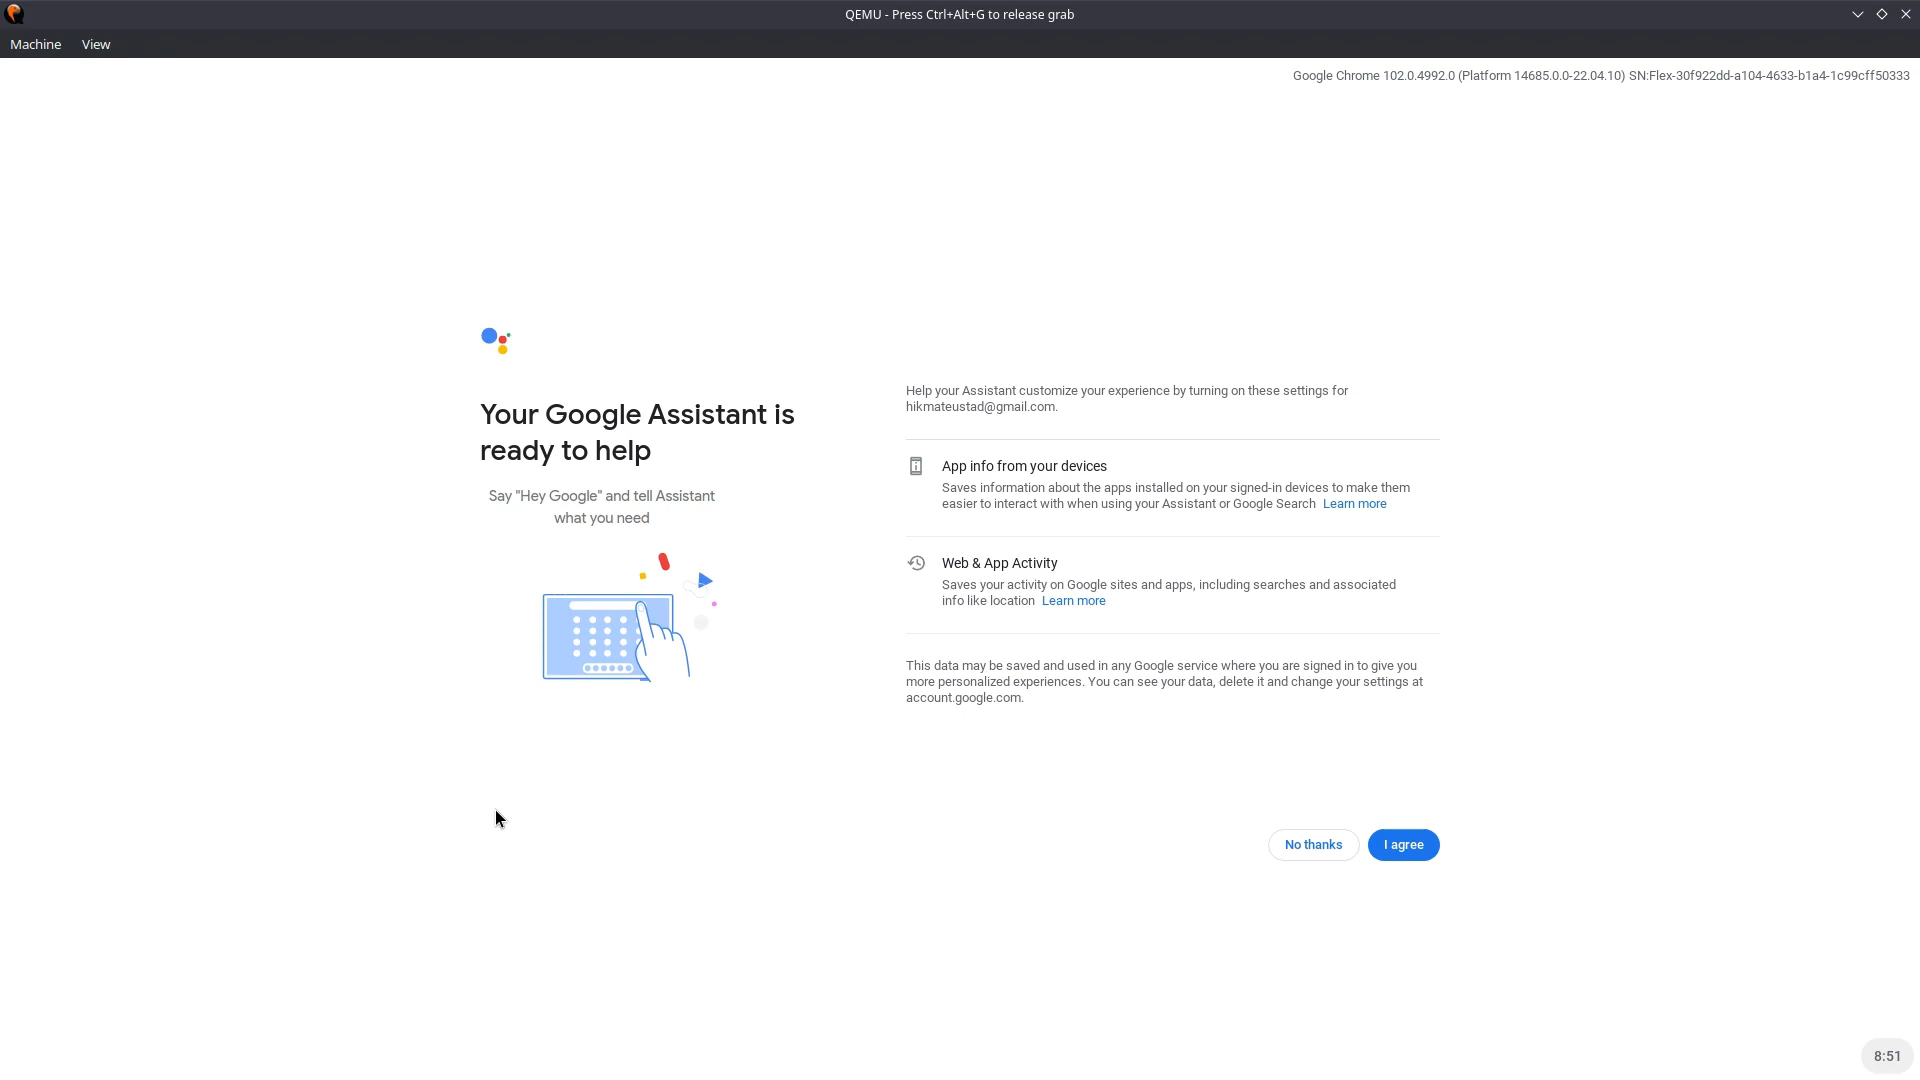 QEMU - Press Ctrl+Alt+G to release grab
Machine View
Google Chrome 102.0.4992.0 (Platform 14685.0.0-22.04.10) SN:Flex-30f922dd-a104-4633-b1a4-1c99cff50333
Your Google Assistant is
ready to help
Say "Hey Google" and tell Assistant
what you need
Help your Assistant customize your experience by turning on these settings for
hikmateustad@gmail.com.
App info from your devices
Saves information about the apps installed on your signed-in devices to make them
easier to interact with when using your Assistant or Google Search Learn more
Web & App Activity
Saves your activity on Google sites and apps, including searches and associated
info like location Learn more
This data may be saved and used in any Google service where you are signed in to give you
more personalized experiences. You can see your data, delete it and change your settings at
account.google.com.
No thanks I agree
8:51